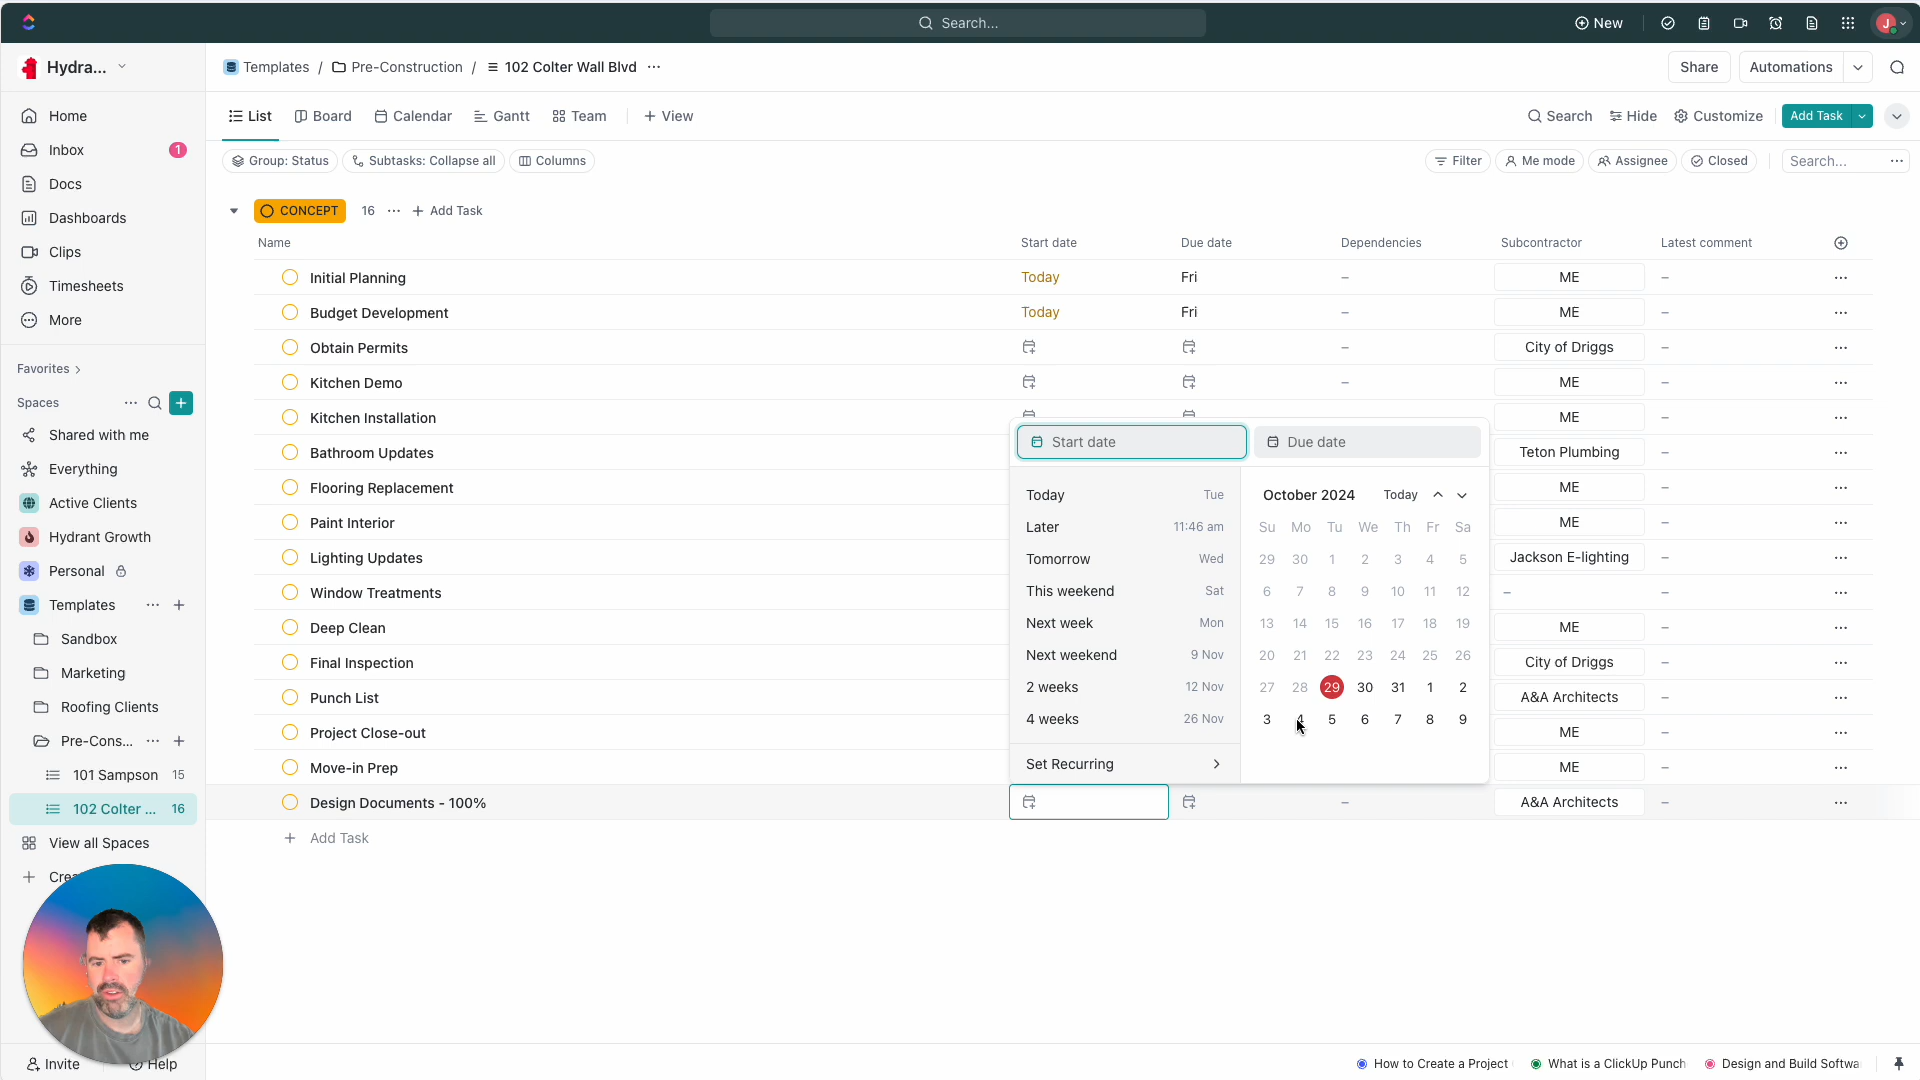 Search...
New
J
Hydra...
Templates / Pre-Construction / 102 Colter Wall Blvd ...
Share
Automations
Home
Inbox 1
Docs
Dashboards
Clips
Timesheets
More
Favorites
Spaces
Shared with me
Everything
Active Clients
Hydrant Growth
Personal
Templates
Sandbox
Marketing
Roofing Clients
Pre-Cons...
101 Sampson 15
102 Colter ... 16
View all Spaces
Invite
Help
List
Board
Calendar
Gantt
Team
+ View
Search
Hide
Customize
Add Task
Group: Status
Subtasks: Collapse all
Columns
Filter
Me mode
Assignee
Closed
Search...
CONCEPT 16 ... + Add Task
Name Start date Due date Dependencies Subcontractor Latest comment
Initial Planning Today Fri – ME –
Budget Development Today Fri – ME –
Obtain Permits – City of Driggs –
Kitchen Demo – ME –
Kitchen Installation ME –
Bathroom Updates Teton Plumbing –
Flooring Replacement ME –
Paint Interior ME –
Lighting Updates Jackson E-lighting –
Window Treatments – –
Deep Clean ME –
Final Inspection City of Driggs –
Punch List A&A Architects –
Project Close-out ME –
Move-in Prep ME –
Design Documents - 100% – A&A Architects –
+ Add Task
Start date
Due date
Today Tue
Later 11:46 am
Tomorrow Wed
This weekend Sat
Next week Mon
Next weekend 9 Nov
2 weeks 12 Nov
4 weeks 26 Nov
Set Recurring
October 2024 Today
Su Mo Tu We Th Fr Sa
29 30 1 2 3 4 5
6 7 8 9 10 11 12
13 14 15 16 17 18 19
20 21 22 23 24 25 26
27 28 29 30 31 1 2
3 4 5 6 7 8 9
How to Create a Project
What is a ClickUp Punch
Design and Build Softwa